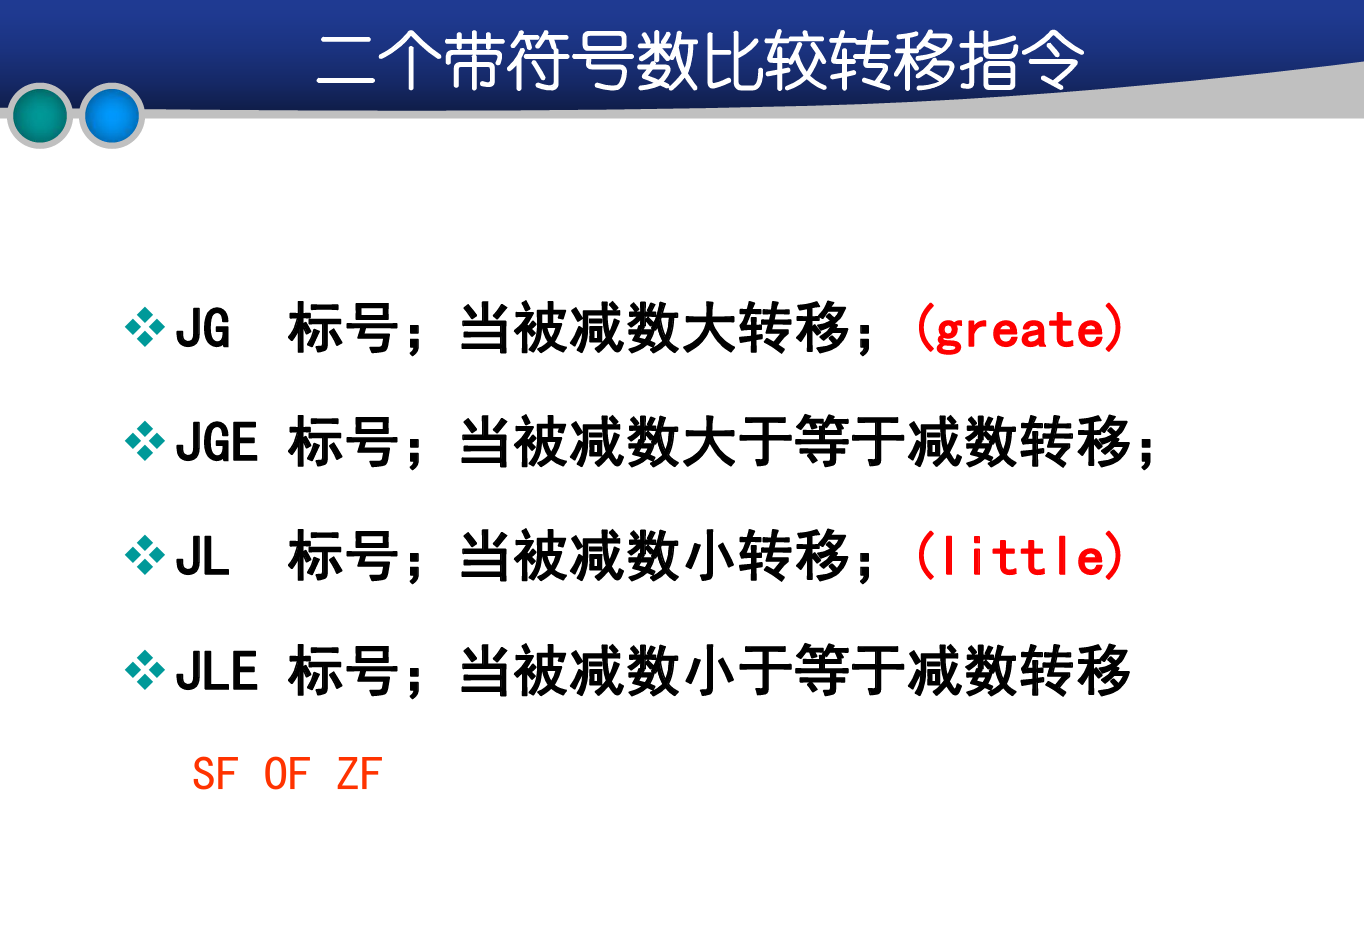 二个带符号数比较转移指令
JG 标号；当被减数大转移；(greate)
JGE 标号；当被减数大于等于减数转移；
JL 标号；当被减数小转移；(little)
JLE 标号；当被减数小于等于减数转移
SF OF ZF